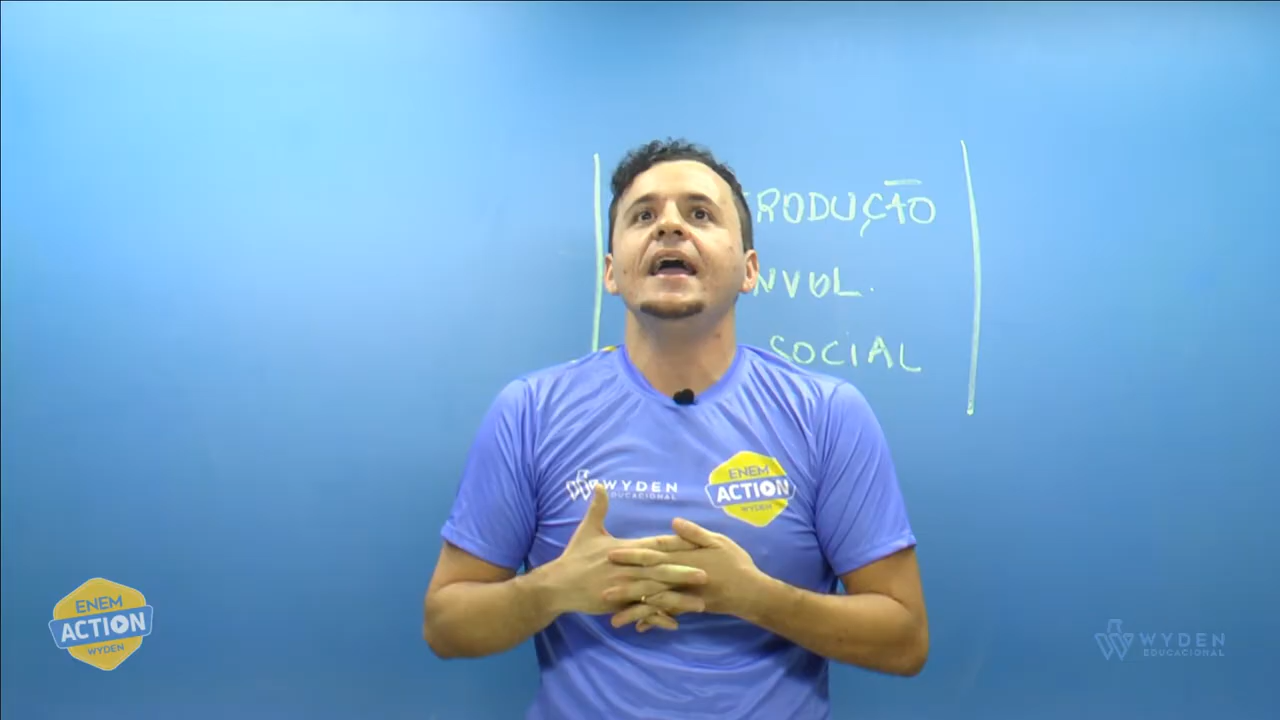 RODUÇÃO
NVOL.
SOCIAL
WYDEN
EDUCACIONAL
ENEM
ACTION
WYDEN
ENEM
ACTION
WYDEN
WYDEN
EDUCACIONAL